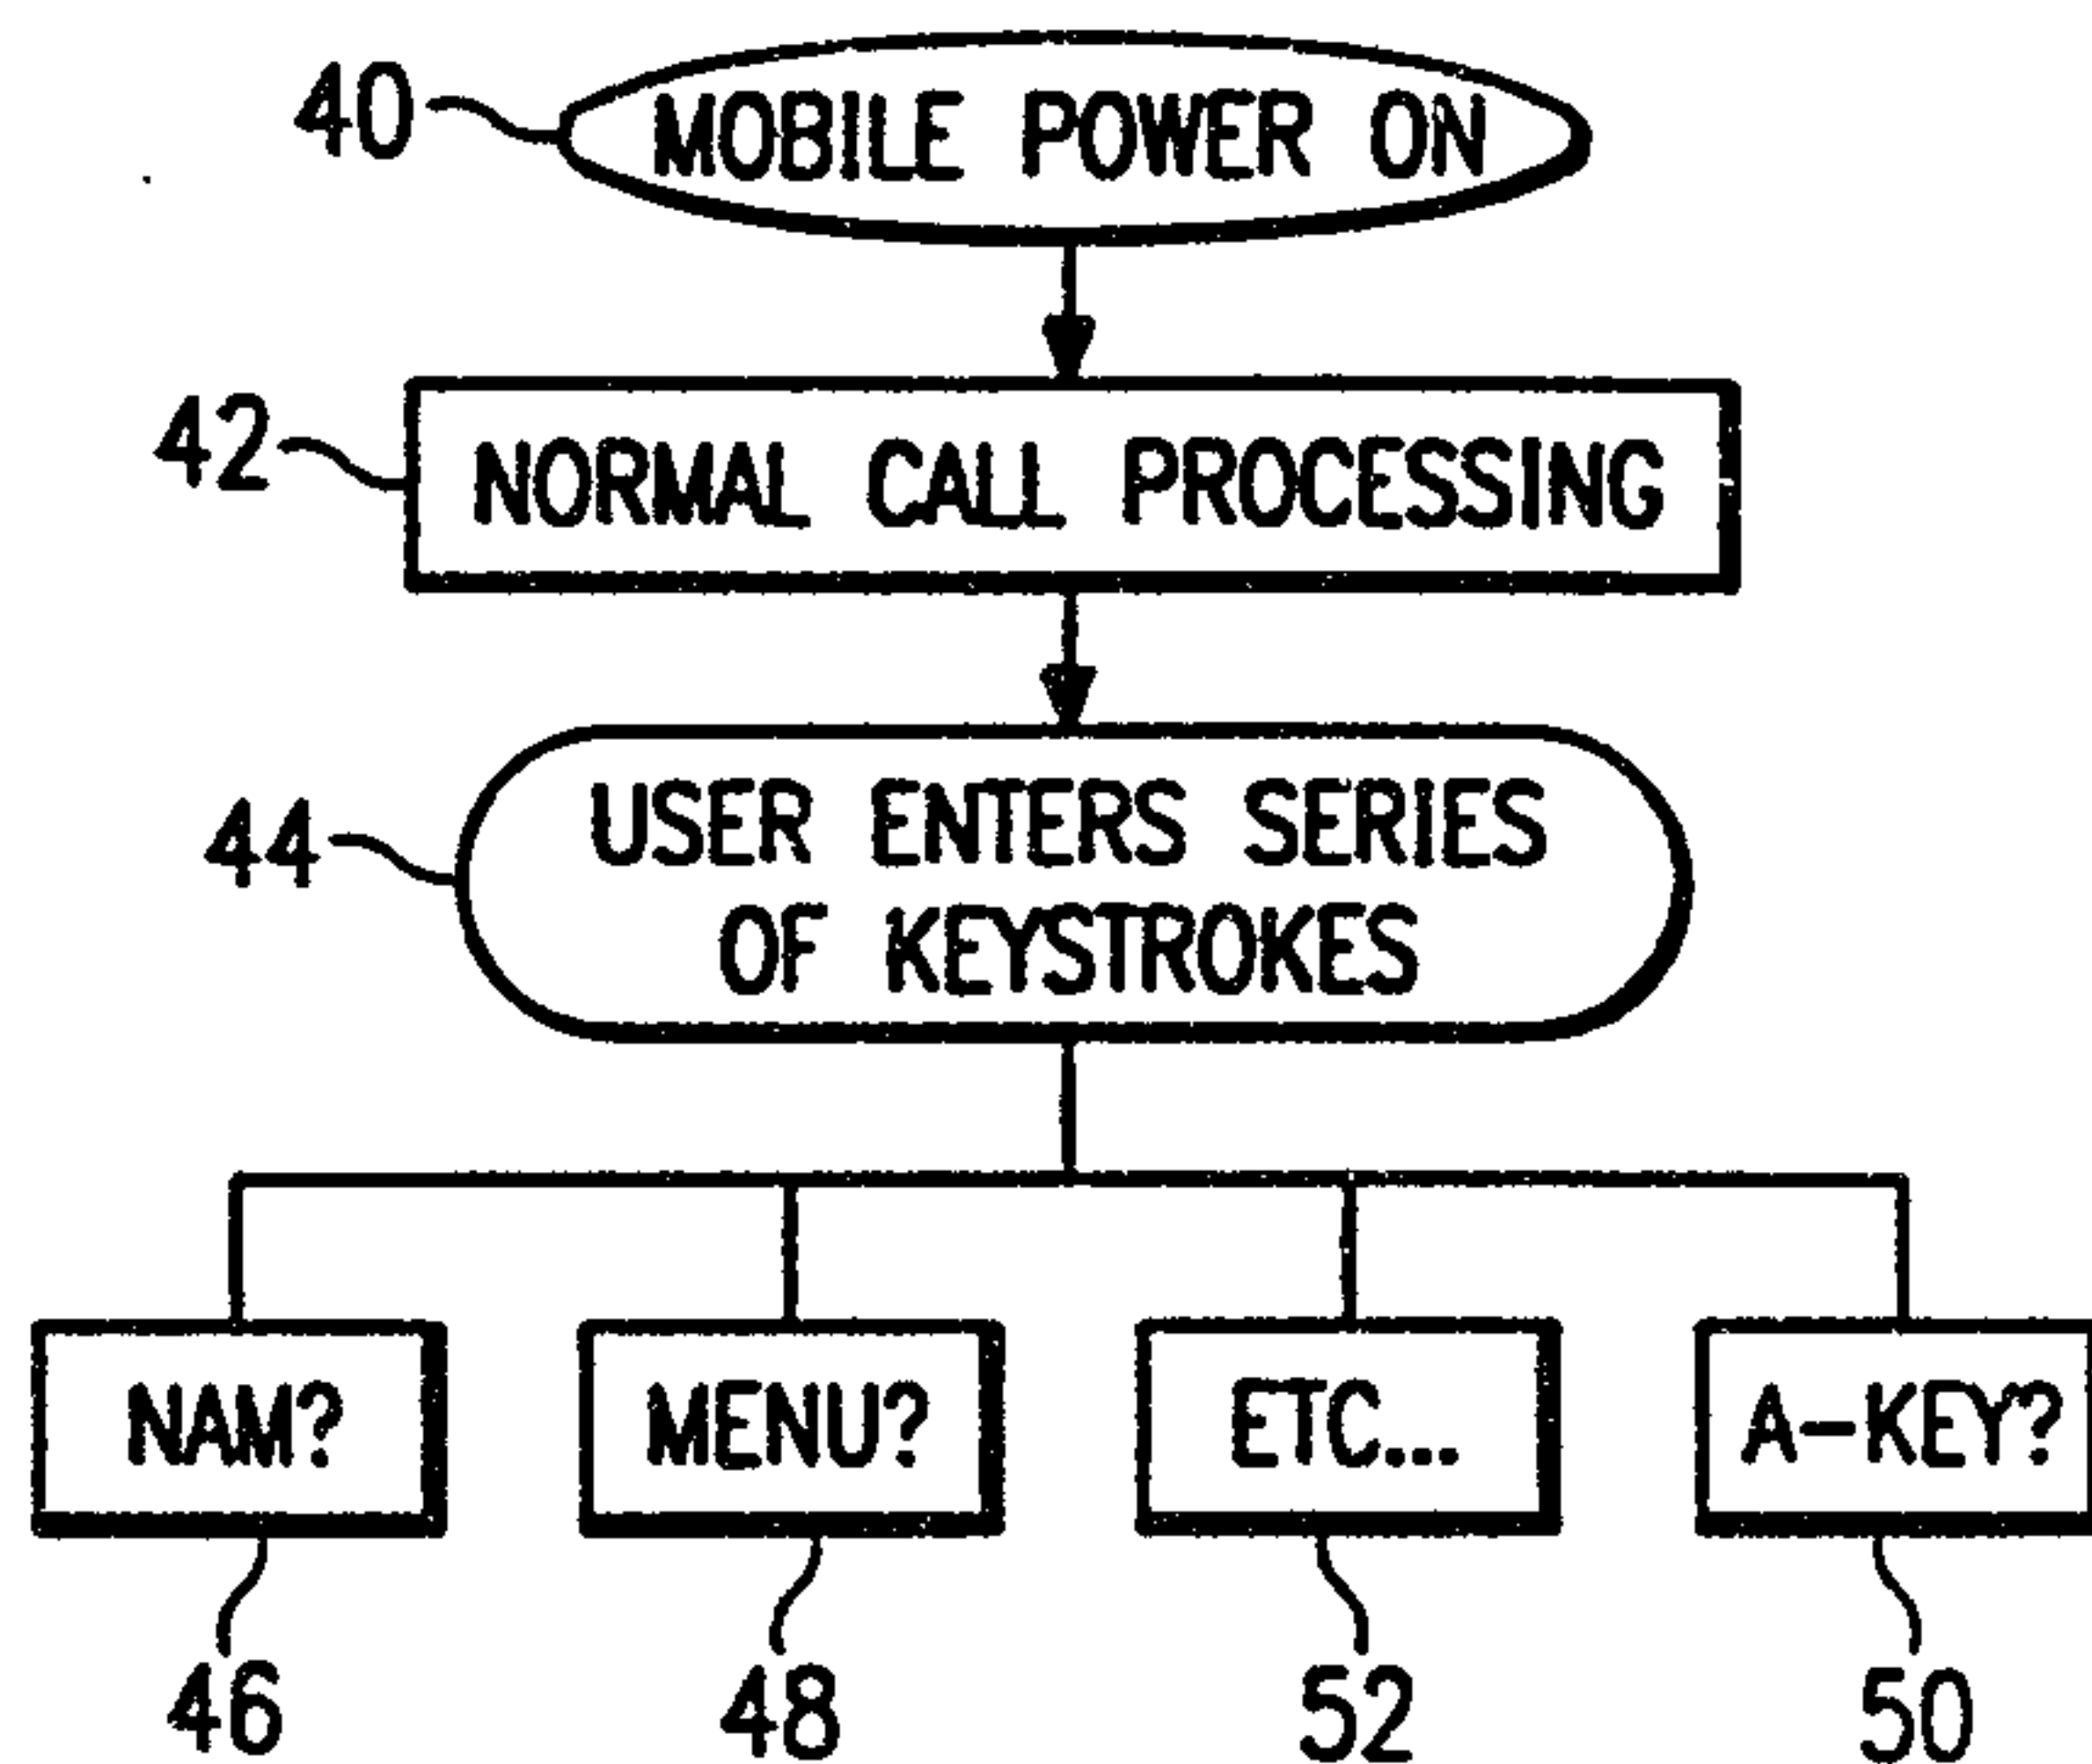 40
MOBILE POWER ON
42
NORMAL CALL PROCESSING
44
USER ENTERS SERIES
OF KEYSTROKES
NAM?
MENU?
ETC...
A-KEY?
46
48
52
50